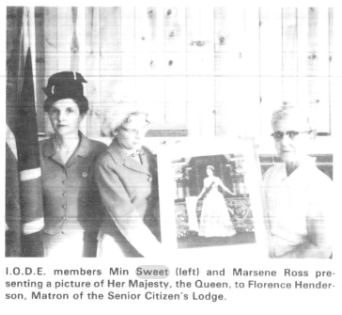 I.O.D.E. members Min Sweet (left) and Marsene Ross pre-
senting a picture of Her Majesty, the Queen, to Florence Hender-
son, Matron of the Senior Citizen's Lodge.